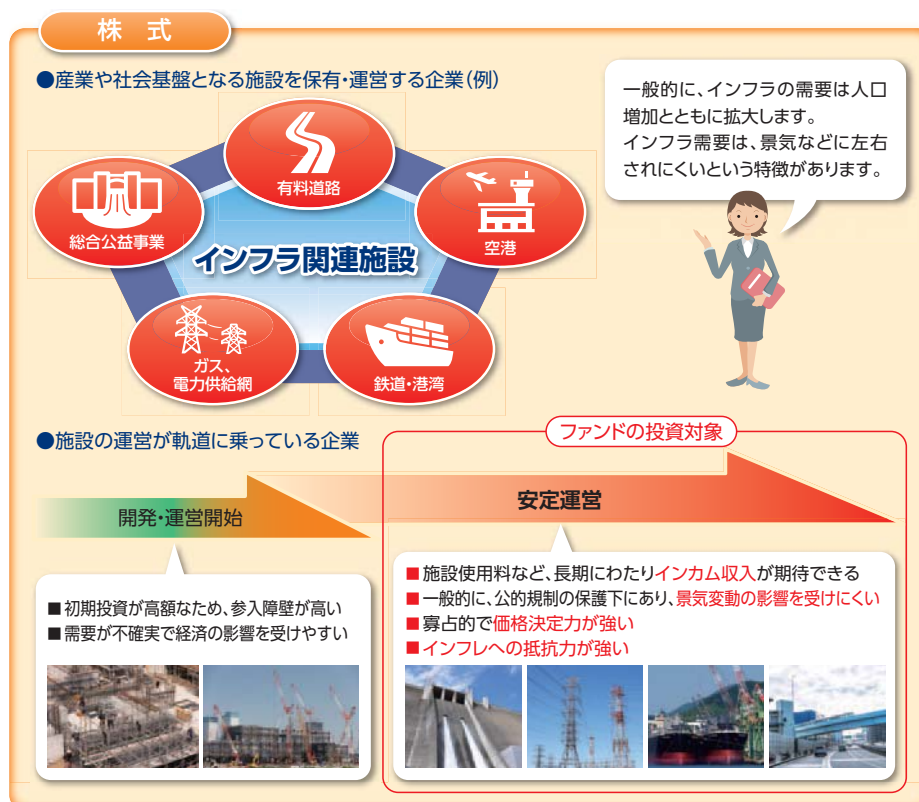 株 式
●産業や社会基盤となる施設を保有・運営する企業(例)
一般的に、インフラの需要は人口
増加とともに拡大します。
インフラ需要は、景気などに左右
されにくいという特徴があります。
有料道路
総合公益事業
空港
インフラ関連施設
ガス、
電力供給網
鉄道・港湾
●施設の運営が軌道に乗っている企業
ファンドの投資対象
開発・運営開始
安定運営
■初期投資が高額なため、参入障壁が高い
■需要が不確実で経済の影響を受けやすい
■施設使用料など、長期にわたりインカム収入が期待できる
■一般的に、公的規制の保護下にあり、景気変動の影響を受けにくい
■寡占的で価格決定力が強い
■インフレへの抵抗力が強い